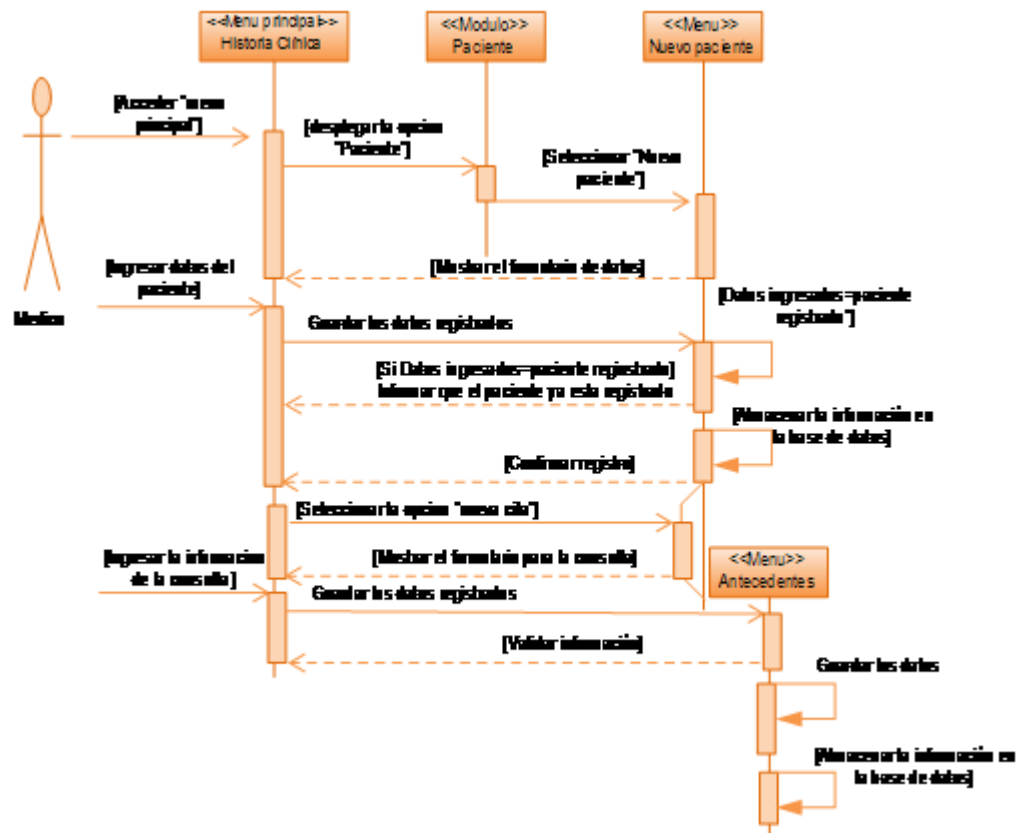 <<Menu principal>>
Historia Clínica
<<Modulo>>
Paciente
<<Menu>>
Nuevo paciente
[Acceder "menu
principal"]
[desplegar la opcion
"Paciente"]
[Seleccionar "Nuevo
paciente"]
[Mostrar el formulario de datos]
[Ingresar datos del
paciente]
Medico
[Datos ingresados=paciente
registrado"]
Guardar los datos registrados
[Si Datos ingresados=paciente registrado]
Informar que el paciente ya esta registrado
[Almacenar la información en
la base de datos]
[Confirmar registro]
[Seleccionar la opcion "nueva cita"]
[Mostrar el formulario para la consulta]
[Ingresar la informacion
de la consulta]
<<Menu>>
Antecedentes
Guardar los datos registrados
[Validar información]
Guardar los datos
[Almacenar la información en
la base de datos]